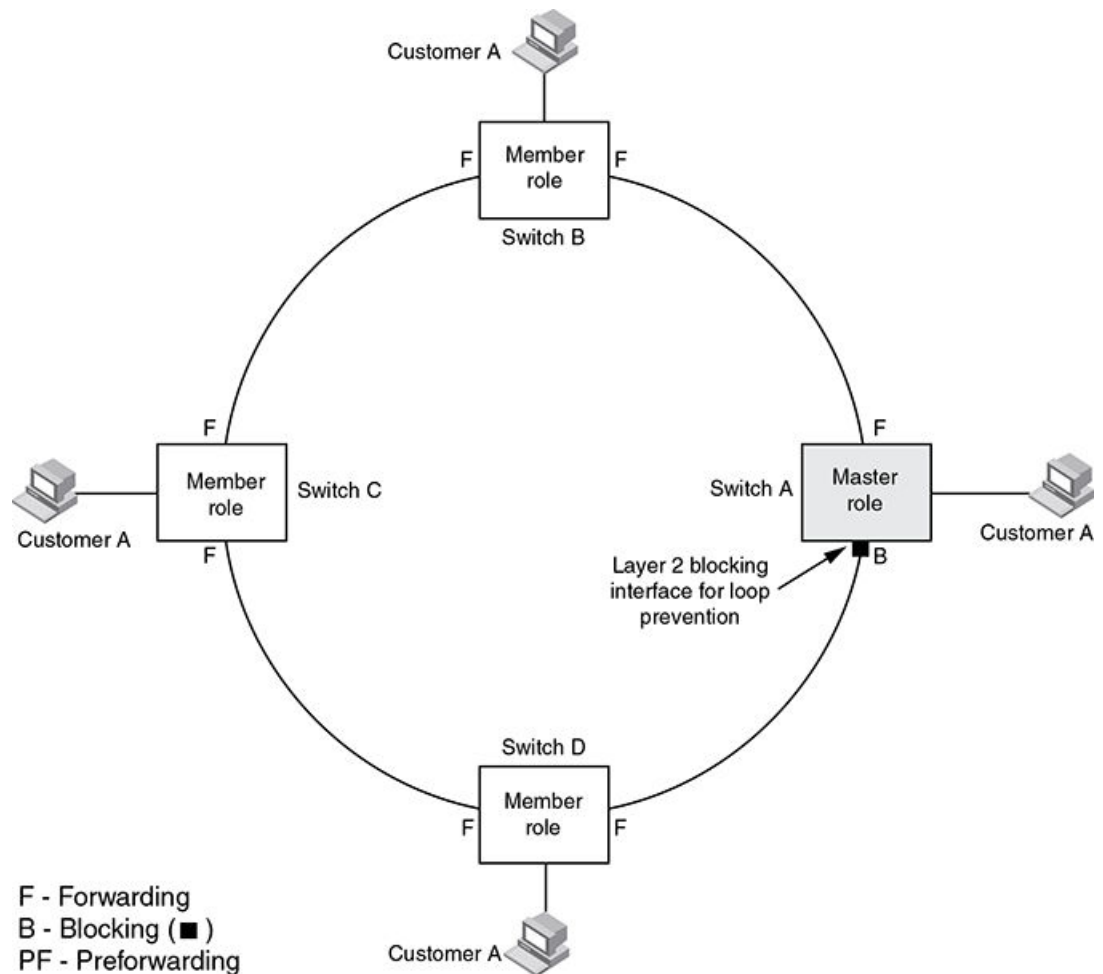 Customer A
F
Member
role
F
Switch B
F
Member
role
Switch C
F
Customer A
F
Switch A
Master
role
B
Customer A
Layer 2 blocking
interface for loop
prevention
Switch D
Member
role
F
F
Customer A
F - Forwarding
B - Blocking (■)
PF - Preforwarding